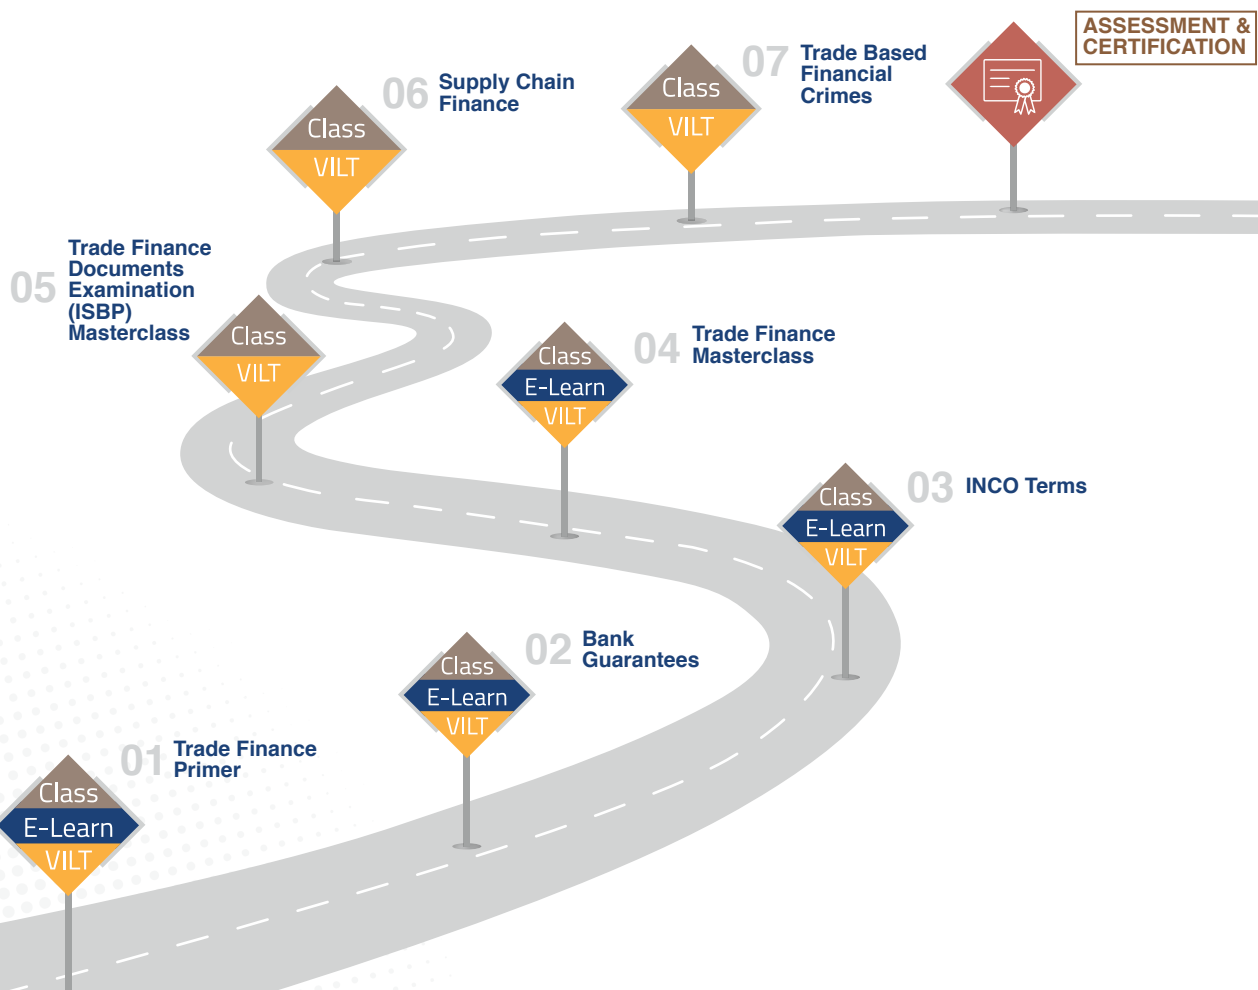 ASSESSMENT &
CERTIFICATION
07
Trade Based
Financial
Crimes
Class
VILT
06
Supply Chain
Finance
Class
VILT
05
Trade Finance
Documents
Examination
(ISBP)
Masterclass
Class
VILT
04
Trade Finance
Masterclass
Class
E-Learn
VILT
03
INCO Terms
Class
E-Learn
VILT
02
Bank
Guarantees
Class
E-Learn
VILT
01
Trade Finance
Primer
Class
E-Learn
VILT